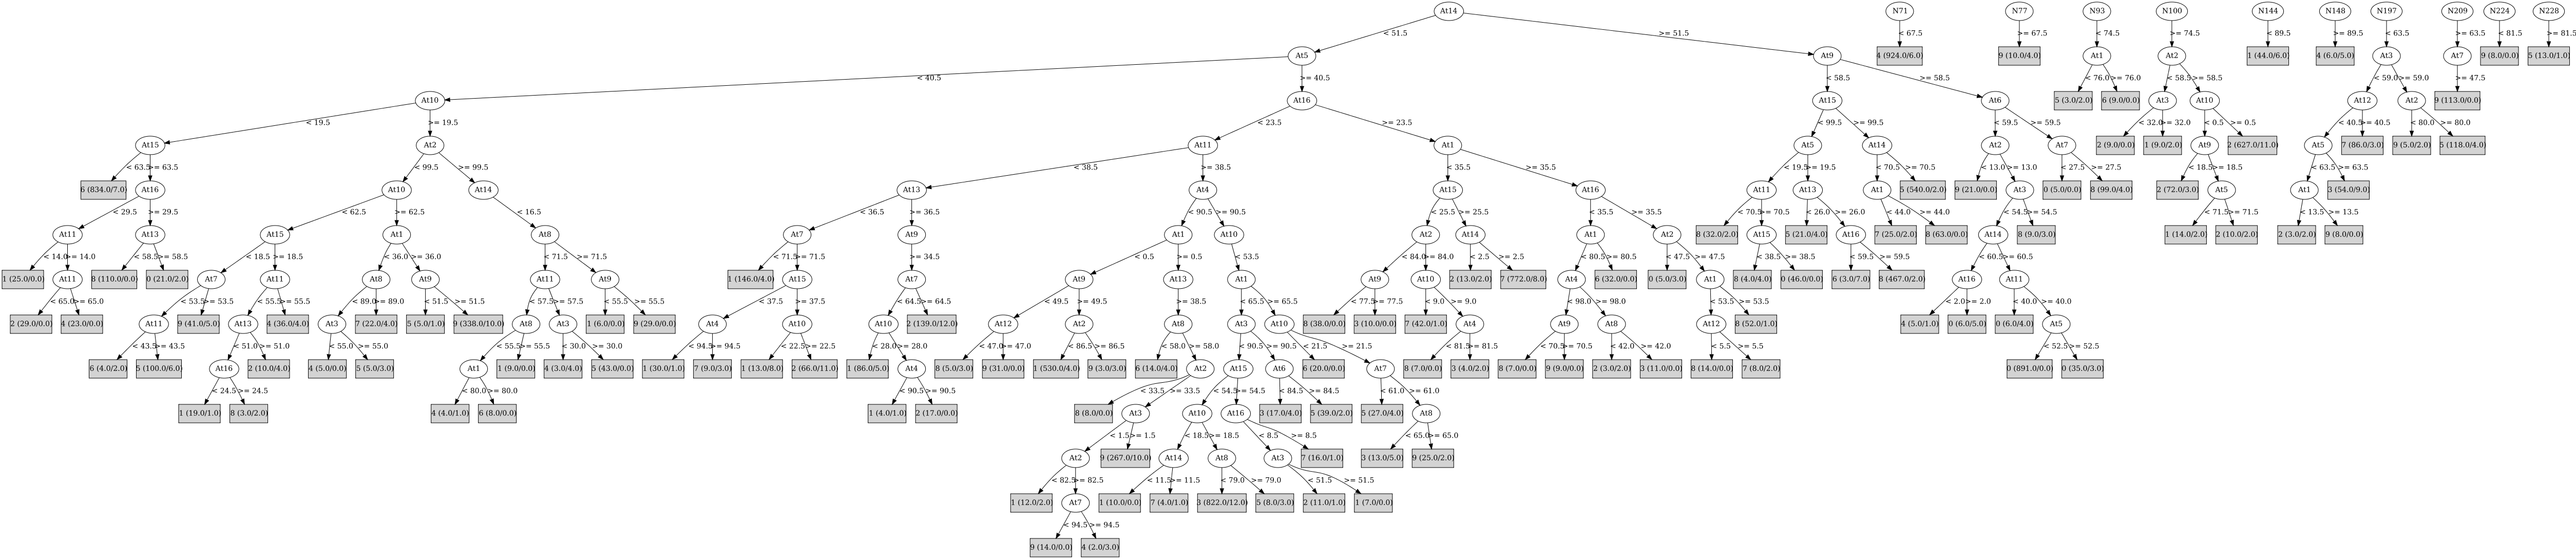 At14 N71 N77 N93 N100 N144 N148 N197 N209 N224 N228
< 51.5 >= 51.5 < 67.5 >= 67.5 < 74.5 >= 74.5 < 89.5 >= 89.5 < 63.5 >= 63.5 < 81.5 >= 81.5
At5 At9 4 (924.0/6.0) 9 (10.0/4.0) At1 At2 1 (44.0/6.0) 4 (6.0/5.0) At3 At7 9 (8.0/0.0) 5 (13.0/1.0)
< 40.5 >= 40.5 < 58.5 >= 58.5 < 76.0 >= 76.0 < 58.5 >= 58.5 < 59.0 >= 59.0 >= 47.5
At10 At16 At15 At6 5 (3.0/2.0) 6 (9.0/0.0) At3 At10 At12 At2 9 (113.0/0.0)
< 19.5 >= 19.5 < 23.5 >= 23.5 < 99.5 >= 99.5 < 59.5 >= 59.5 < 32.0 >= 32.0 < 0.5 >= 0.5 < 40.5 >= 40.5 < 80.0 >= 80.0
At15 At2 At11 At1 At5 At14 At2 At7 2 (9.0/0.0) 1 (9.0/2.0) At9 2 (627.0/11.0) At5 7 (86.0/3.0) 9 (5.0/2.0) 5 (118.0/4.0)
< 63.5 >= 63.5 < 99.5 >= 99.5 < 38.5 >= 38.5 < 35.5 >= 35.5 < 19.5 >= 19.5 < 70.5 >= 70.5 < 13.0 >= 13.0 < 27.5 >= 27.5 < 18.5 >= 18.5 < 63.5 >= 63.5
6 (834.0/7.0) At16 At10 At14 At13 At4 At15 At16 At11 At13 At1 5 (540.0/2.0) 9 (21.0/0.0) At3 0 (5.0/0.0) 8 (99.0/4.0) 2 (72.0/3.0) At5 At1 3 (54.0/9.0)
< 29.5 >= 29.5 < 62.5 >= 62.5 < 16.5 < 36.5 >= 36.5 < 90.5 >= 90.5 < 25.5 >= 25.5 < 35.5 >= 35.5 < 70.5 >= 70.5 < 26.0 >= 26.0 < 44.0 >= 44.0 < 54.5 >= 54.5 < 71.5 >= 71.5 < 13.5 >= 13.5
At11 At13 At15 At1 At8 At7 At9 At1 At10 At2 At14 At1 At2 8 (32.0/2.0) At15 5 (21.0/4.0) At16 7 (25.0/2.0) 8 (63.0/0.0) At14 8 (9.0/3.0) 1 (14.0/2.0) 2 (10.0/2.0) 2 (3.0/2.0) 9 (8.0/0.0)
< 14.0 >= 14.0 < 58.5 >= 58.5 < 18.5 >= 18.5 < 36.0 >= 36.0 < 71.5 >= 71.5 < 71.5 >= 71.5 >= 34.5 < 0.5 >= 0.5 < 53.5 < 84.0 >= 84.0 < 2.5 >= 2.5 < 80.5 >= 80.5 < 47.5 >= 47.5 < 38.5 >= 38.5 < 59.5 >= 59.5 < 60.5 >= 60.5
1 (25.0/0.0) At11 8 (110.0/0.0) 0 (21.0/2.0) At7 At11 At8 At9 At11 At9 1 (146.0/4.0) At15 At7 At9 At13 At1 At9 At10 2 (13.0/2.0) 7 (772.0/8.0) At4 6 (32.0/0.0) 0 (5.0/3.0) At1 8 (4.0/4.0) 0 (46.0/0.0) 6 (3.0/7.0) 8 (467.0/2.0) At16 At11
< 65.0 >= 65.0 < 53.5 >= 53.5 < 55.5 >= 55.5 < 89.0 >= 89.0 < 51.5 >= 51.5 < 57.5 >= 57.5 < 55.5 >= 55.5 < 37.5 >= 37.5 < 64.5 >= 64.5 < 49.5 >= 49.5 >= 38.5 < 65.5 >= 65.5 < 77.5 >= 77.5 < 9.0 >= 9.0 < 98.0 >= 98.0 < 53.5 >= 53.5 < 2.0 >= 2.0 < 40.0 >= 40.0
2 (29.0/0.0) 4 (23.0/0.0) At11 9 (41.0/5.0) At13 4 (36.0/4.0) At3 7 (22.0/4.0) 5 (5.0/1.0) 9 (338.0/10.0) At8 At3 1 (6.0/0.0) 9 (29.0/0.0) At4 At10 At10 2 (139.0/12.0) At12 At2 At8 At3 At10 8 (38.0/0.0) 3 (10.0/0.0) 7 (42.0/1.0) At4 At9 At8 At12 8 (52.0/1.0) 4 (5.0/1.0) 0 (6.0/5.0) 0 (6.0/4.0) At5
< 43.5 >= 43.5 < 51.0 >= 51.0 < 55.0 >= 55.0 < 55.5 >= 55.5 < 30.0 >= 30.0 < 94.5 >= 94.5 < 22.5 >= 22.5 < 28.0 >= 28.0 < 47.0 >= 47.0 < 86.5 >= 86.5 < 58.0 >= 58.0 < 90.5 >= 90.5 < 21.5 >= 21.5 < 81.5 >= 81.5 < 70.5 >= 70.5 < 42.0 >= 42.0 < 5.5 >= 5.5 < 52.5 >= 52.5
6 (4.0/2.0) 5 (100.0/6.0) At16 2 (10.0/4.0) 4 (5.0/0.0) 5 (5.0/3.0) At1 1 (9.0/0.0) 4 (3.0/4.0) 5 (43.0/0.0) 1 (30.0/1.0) 7 (9.0/3.0) 1 (13.0/8.0) 2 (66.0/11.0) 1 (86.0/5.0) At4 8 (5.0/3.0) 9 (31.0/0.0) 1 (530.0/4.0) 9 (3.0/3.0) 6 (14.0/4.0) At2 At15 At6 6 (20.0/0.0) At7 8 (7.0/0.0) 3 (4.0/2.0) 8 (7.0/0.0) 9 (9.0/0.0) 2 (3.0/2.0) 3 (11.0/0.0) 8 (14.0/0.0) 7 (8.0/2.0) 0 (891.0/0.0) 0 (35.0/3.0)
< 24.5 >= 24.5 < 80.0 >= 80.0 < 90.5 >= 90.5 < 33.5 >= 33.5 < 54.5 >= 54.5 < 84.5 >= 84.5 < 61.0 >= 61.0
1 (19.0/1.0) 8 (3.0/2.0) 4 (4.0/1.0) 6 (8.0/0.0) 1 (4.0/1.0) 2 (17.0/0.0) 8 (8.0/0.0) At3 At10 At16 3 (17.0/4.0) 5 (39.0/2.0) 5 (27.0/4.0) At8
< 1.5 >= 1.5 < 18.5 >= 18.5 < 8.5 >= 8.5 < 65.0 >= 65.0
At2 9 (267.0/10.0) At14 At8 At3 7 (16.0/1.0) 3 (13.0/5.0) 9 (25.0/2.0)
< 82.5 >= 82.5 < 11.5 >= 11.5 < 79.0 >= 79.0 < 51.5 >= 51.5
1 (12.0/2.0) At7 1 (10.0/0.0) 7 (4.0/1.0) 3 (822.0/12.0) 5 (8.0/3.0) 2 (11.0/1.0) 1 (7.0/0.0)
< 94.5 >= 94.5
9 (14.0/0.0) 4 (2.0/3.0)